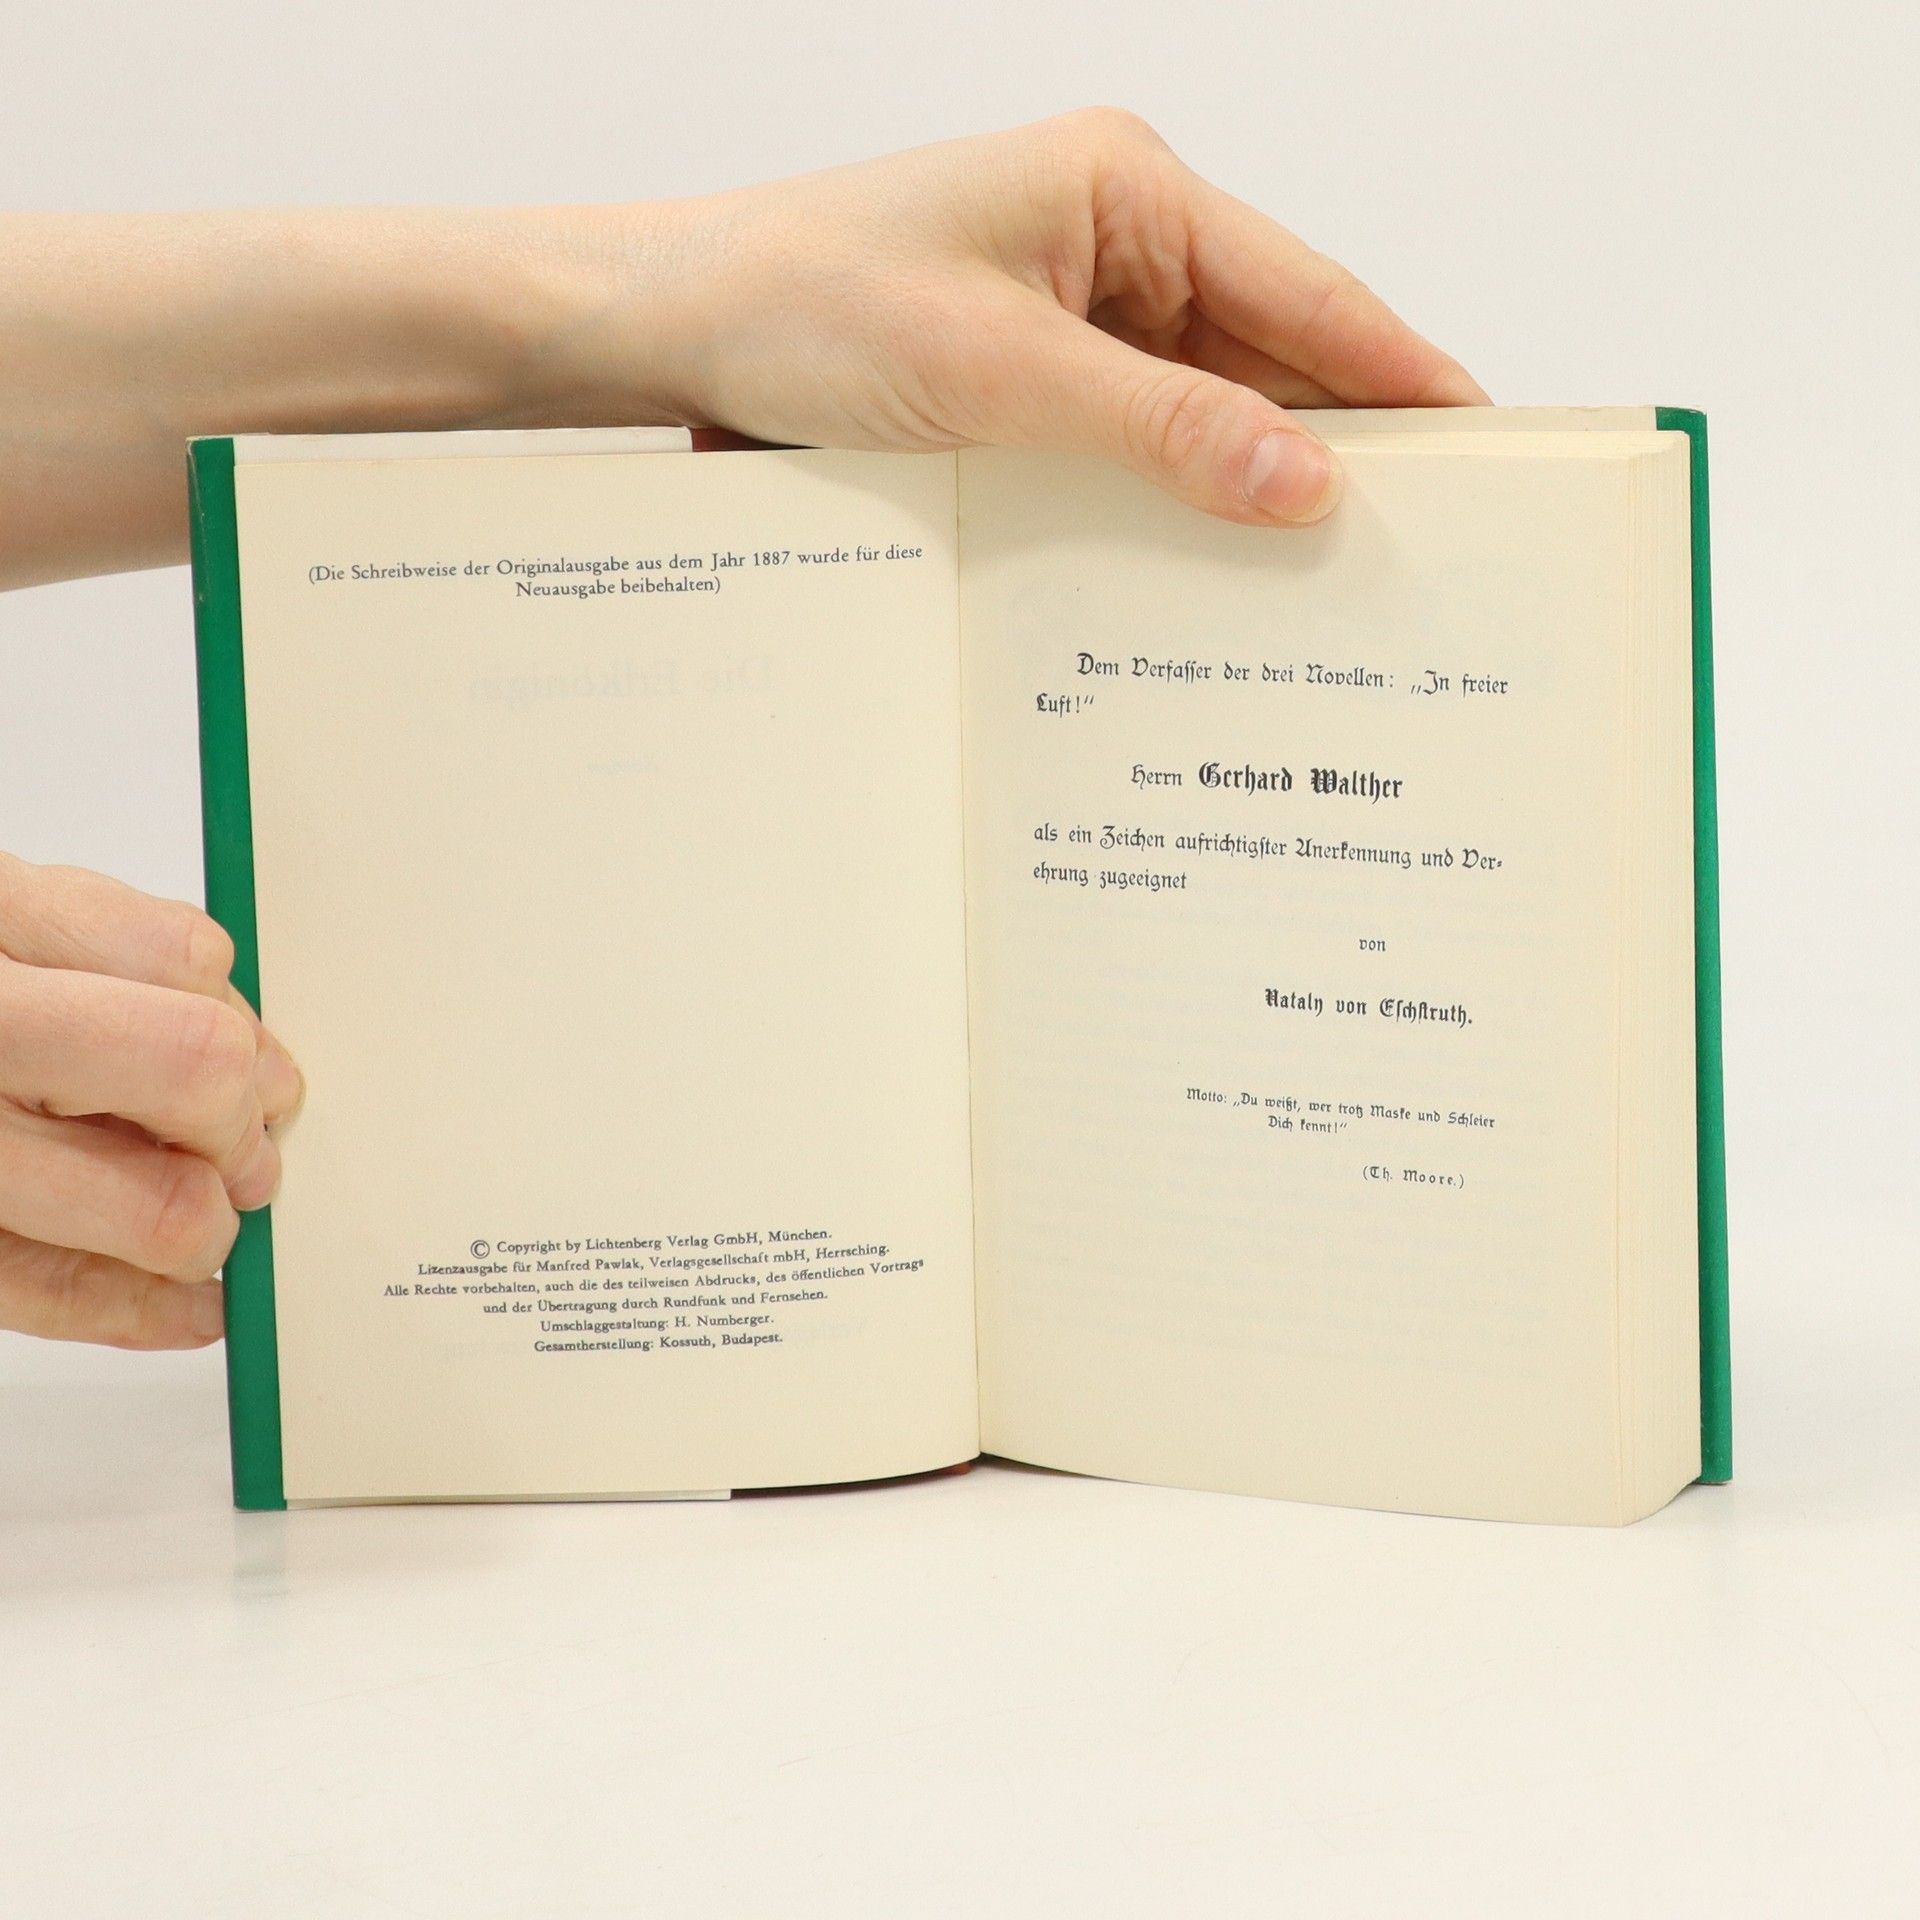 (Die Schreibweise der Originalausgabe aus dem Jahr 1887 wurde für diese
Neuausgabe beibehalten)
© Copyright by Lichtenberg Verlag GmbH, München.
Lizenzausgabe für Manfred Pawlak, Verlagsgesellschaft mbH, Herrsching.
Alle Rechte vorbehalten, auch die des teilweisen Abdrucks, des öffentlichen Vortrags
und der Übertragung durch Rundfunk und Fernsehen.
Umschlaggestaltung: H. Numberger.
Gesamtherstellung: Kossuth, Budapest.
Dem Verfasser der drei Novellen: „In freier
Luft!“
Herrn Gerhard Walther
als ein Zeichen aufrichtigster Anerkennung und Ver-
ehrung zugeeignet
von
Nataly von Eschstruth.
Motto: „Du weißt, wer trotz Maske und Schleier
Dich kennt!“
(Th. Moore.)